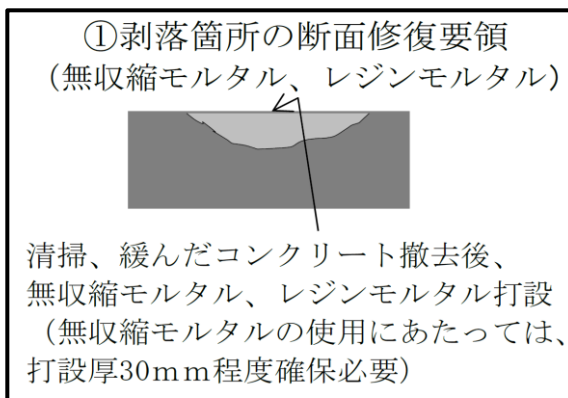 ①剥落箇所の断面修復要領
（無収縮モルタル、レジンモルタル）
清掃、緩んだコンクリート撤去後、
無収縮モルタル、レジンモルタル打設
（無収縮モルタルの使用にあたっては、
打設厚30ｍｍ程度確保必要）